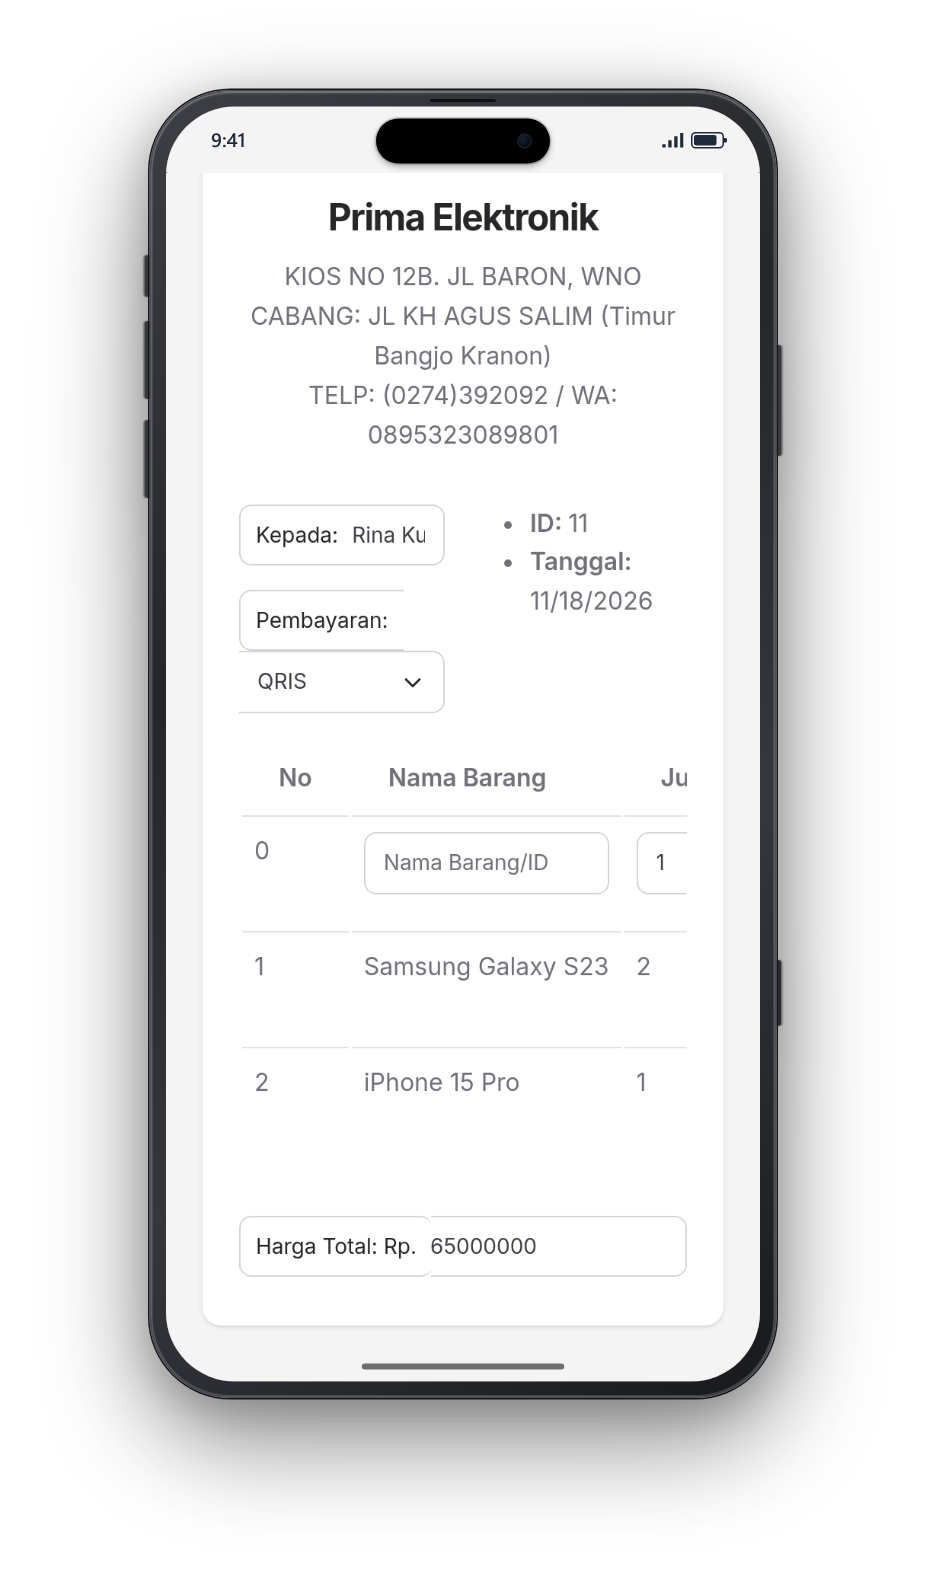 9:41
Prima Elektronik
KIOS NO 12B. JL BARON, WNO
CABANG: JL KH AGUS SALIM (Timur
Bangjo Kranon)
TELP: (0274)392092 / WA:
0895323089801
Kepada: Rina Ku
• ID: 11
• Tanggal:
11/18/2026
Pembayaran:
QRIS
No Nama Barang Ju
0 Nama Barang/ID 1
1 Samsung Galaxy S23 2
2 iPhone 15 Pro 1
Harga Total: Rp. 65000000